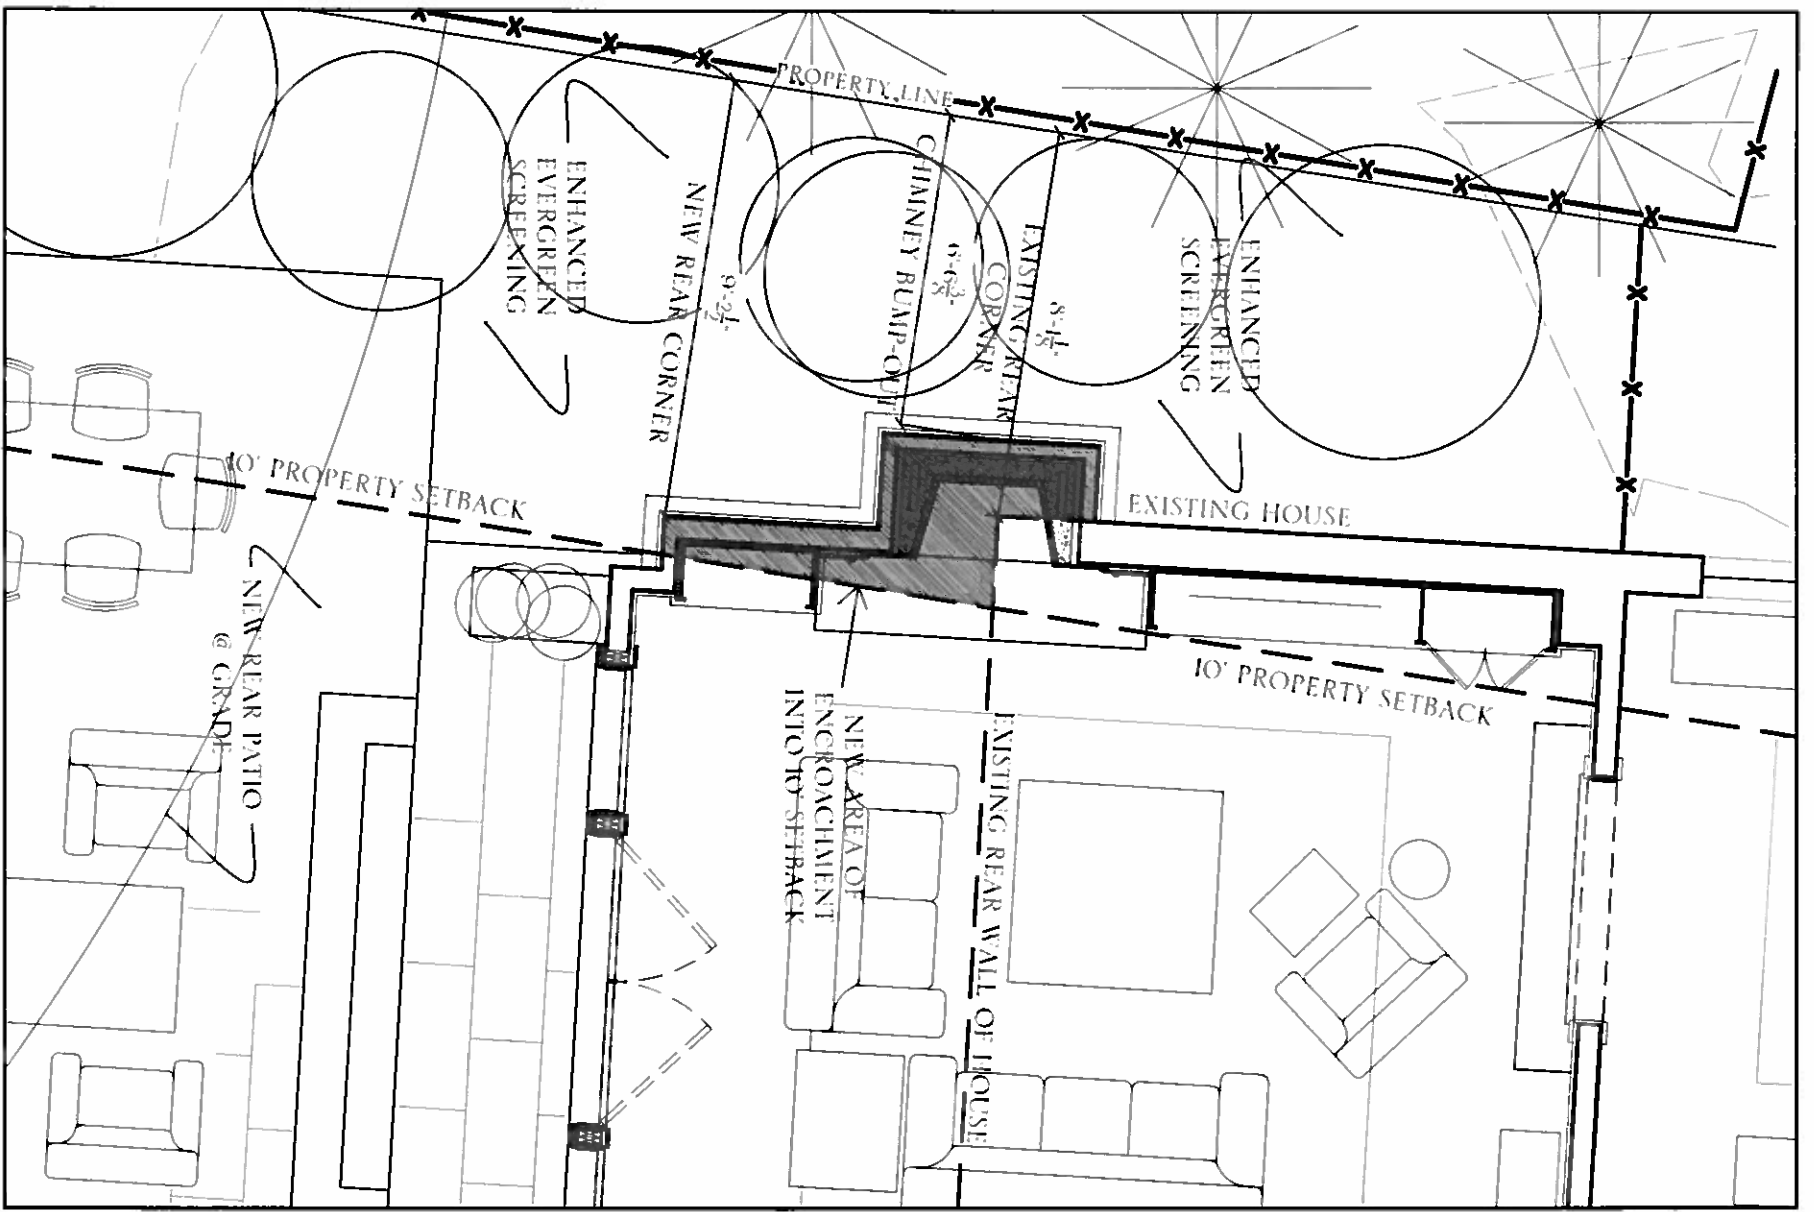 PROPERTY LINE
ENHANCED
EVERGREEN
SCREENING
NEW REAR CORNER
9'-2½"
CHIMNEY BUMP-OUT
6'-6⅜"
EXISTING REAR
CORNER
8'-1⅛"
ENHANCED
EVERGREEN
SCREENING
10' PROPERTY SETBACK
EXISTING HOUSE
NEW REAR PATIO
@ GRADE
10' PROPERTY SETBACK
NEW AREA OF
ENCROACHMENT
INTO 10' SETBACK
EXISTING REAR WALL OF HOUSE